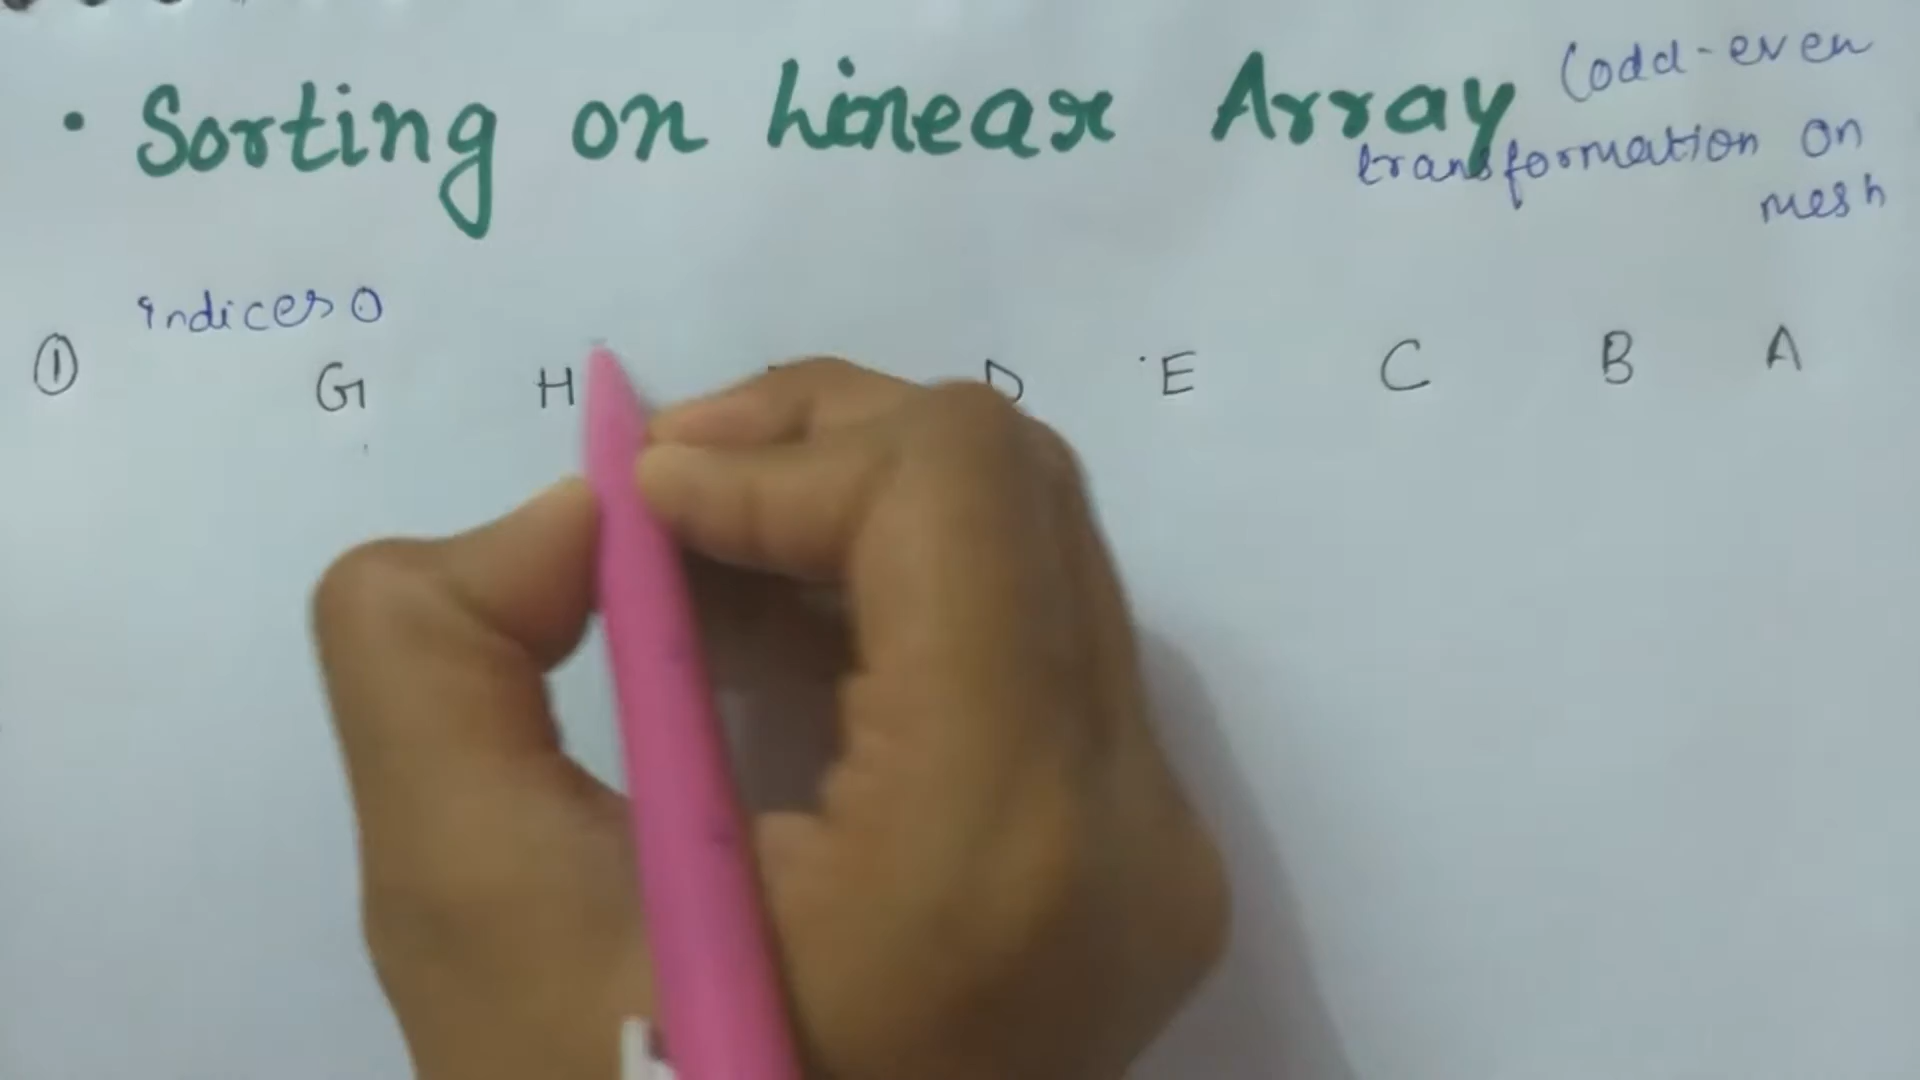 • Sorting on Linear Array (odd-even
transformation on
mesh
indices 0
① G H D E C B A